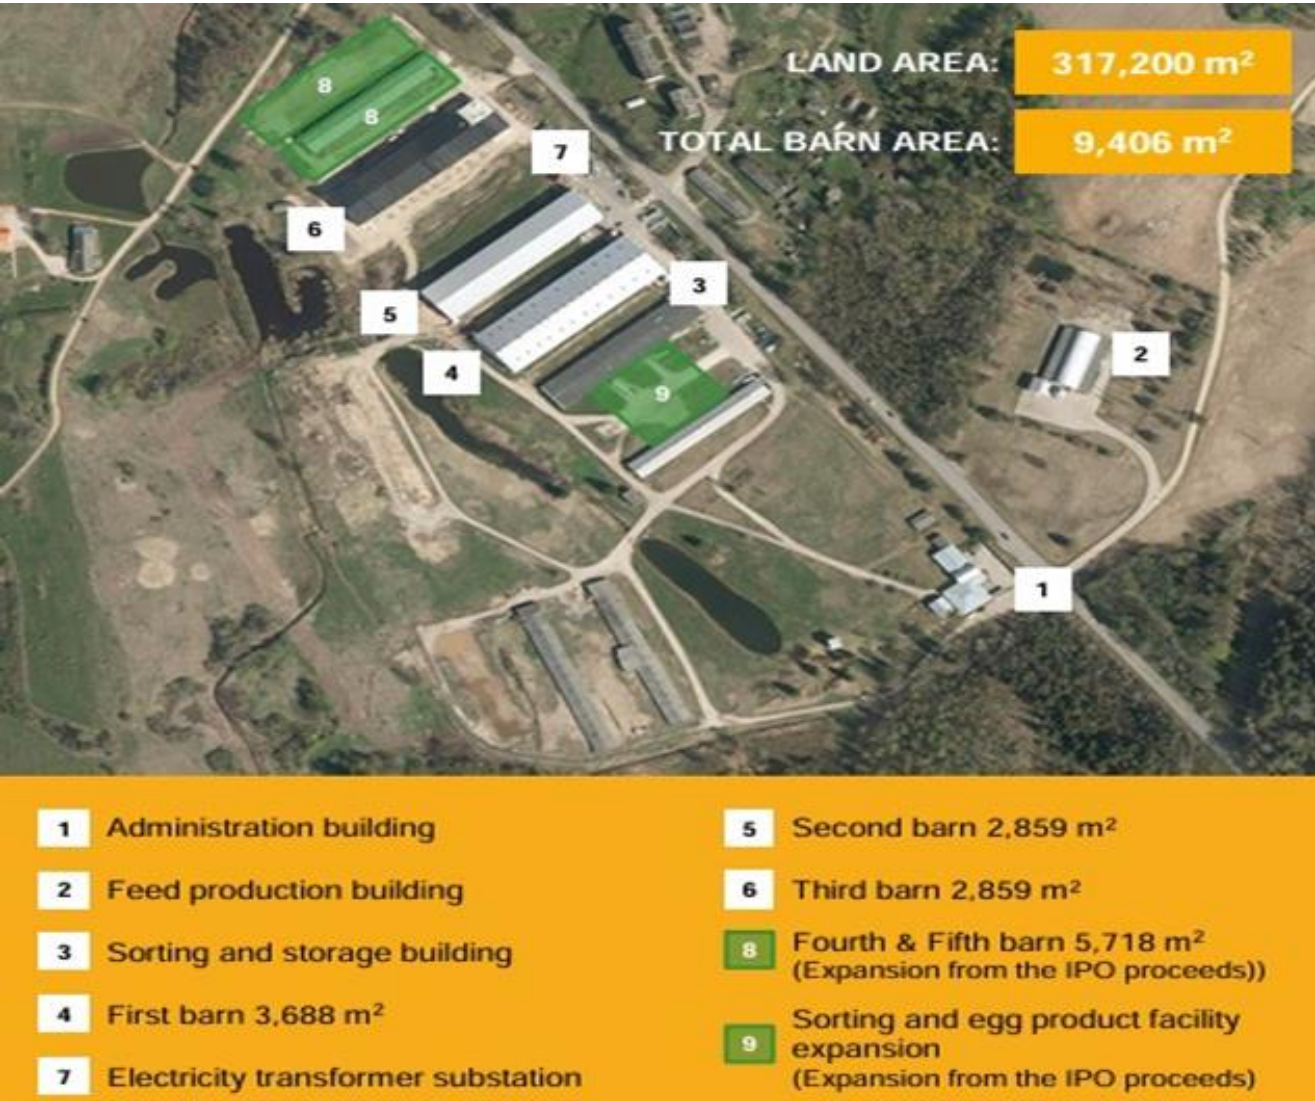 LAND AREA: 317,200 m²
TOTAL BARN AREA: 9,406 m²
8
8
7
6
3
5
2
4
9
1
1 Administration building
2 Feed production building
3 Sorting and storage building
4 First barn 3,688 m²
7 Electricity transformer substation
5 Second barn 2,859 m²
6 Third barn 2,859 m²
8 Fourth & Fifth barn 5,718 m²
(Expansion from the IPO proceeds))
9 Sorting and egg product facility
expansion
(Expansion from the IPO proceeds)